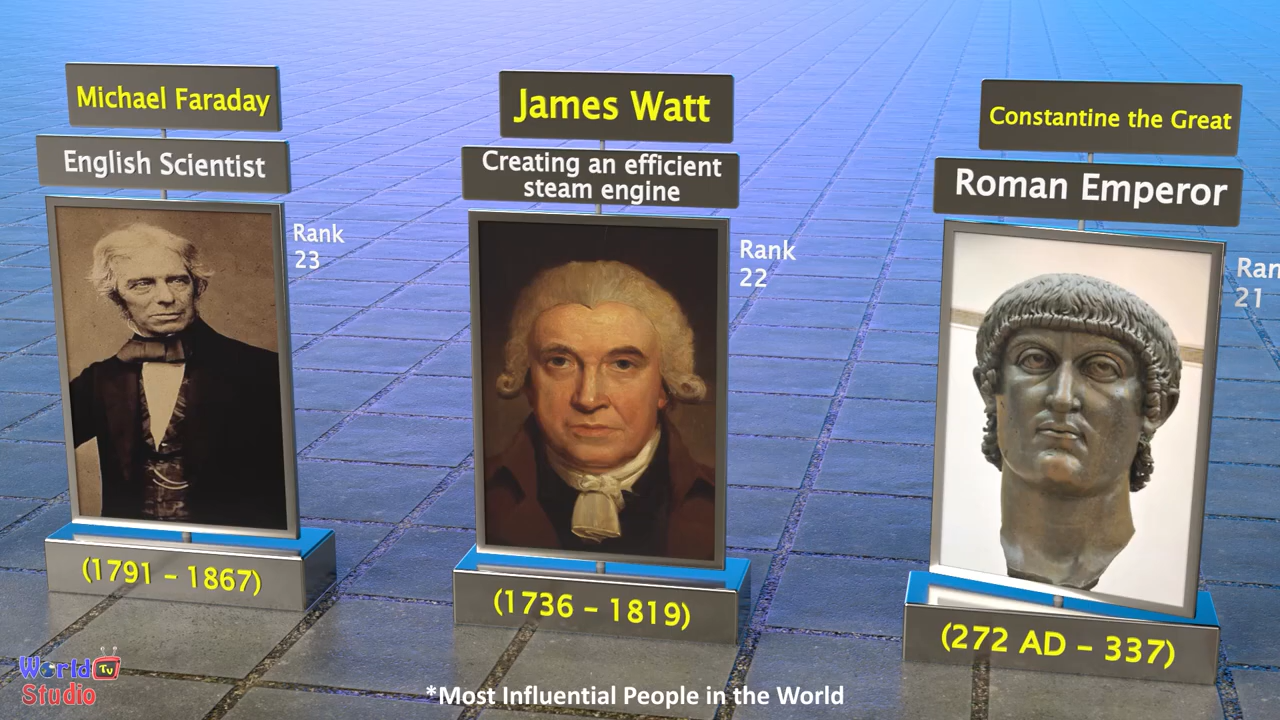 Michael Faraday
English Scientist
Rank
23
(1791 – 1867)
James Watt
Creating an efficient
steam engine
Rank
22
(1736 – 1819)
Constantine the Great
Roman Emperor
Ran
21
(272 AD – 337)
World Tv
Studio
*Most Influential People in the World